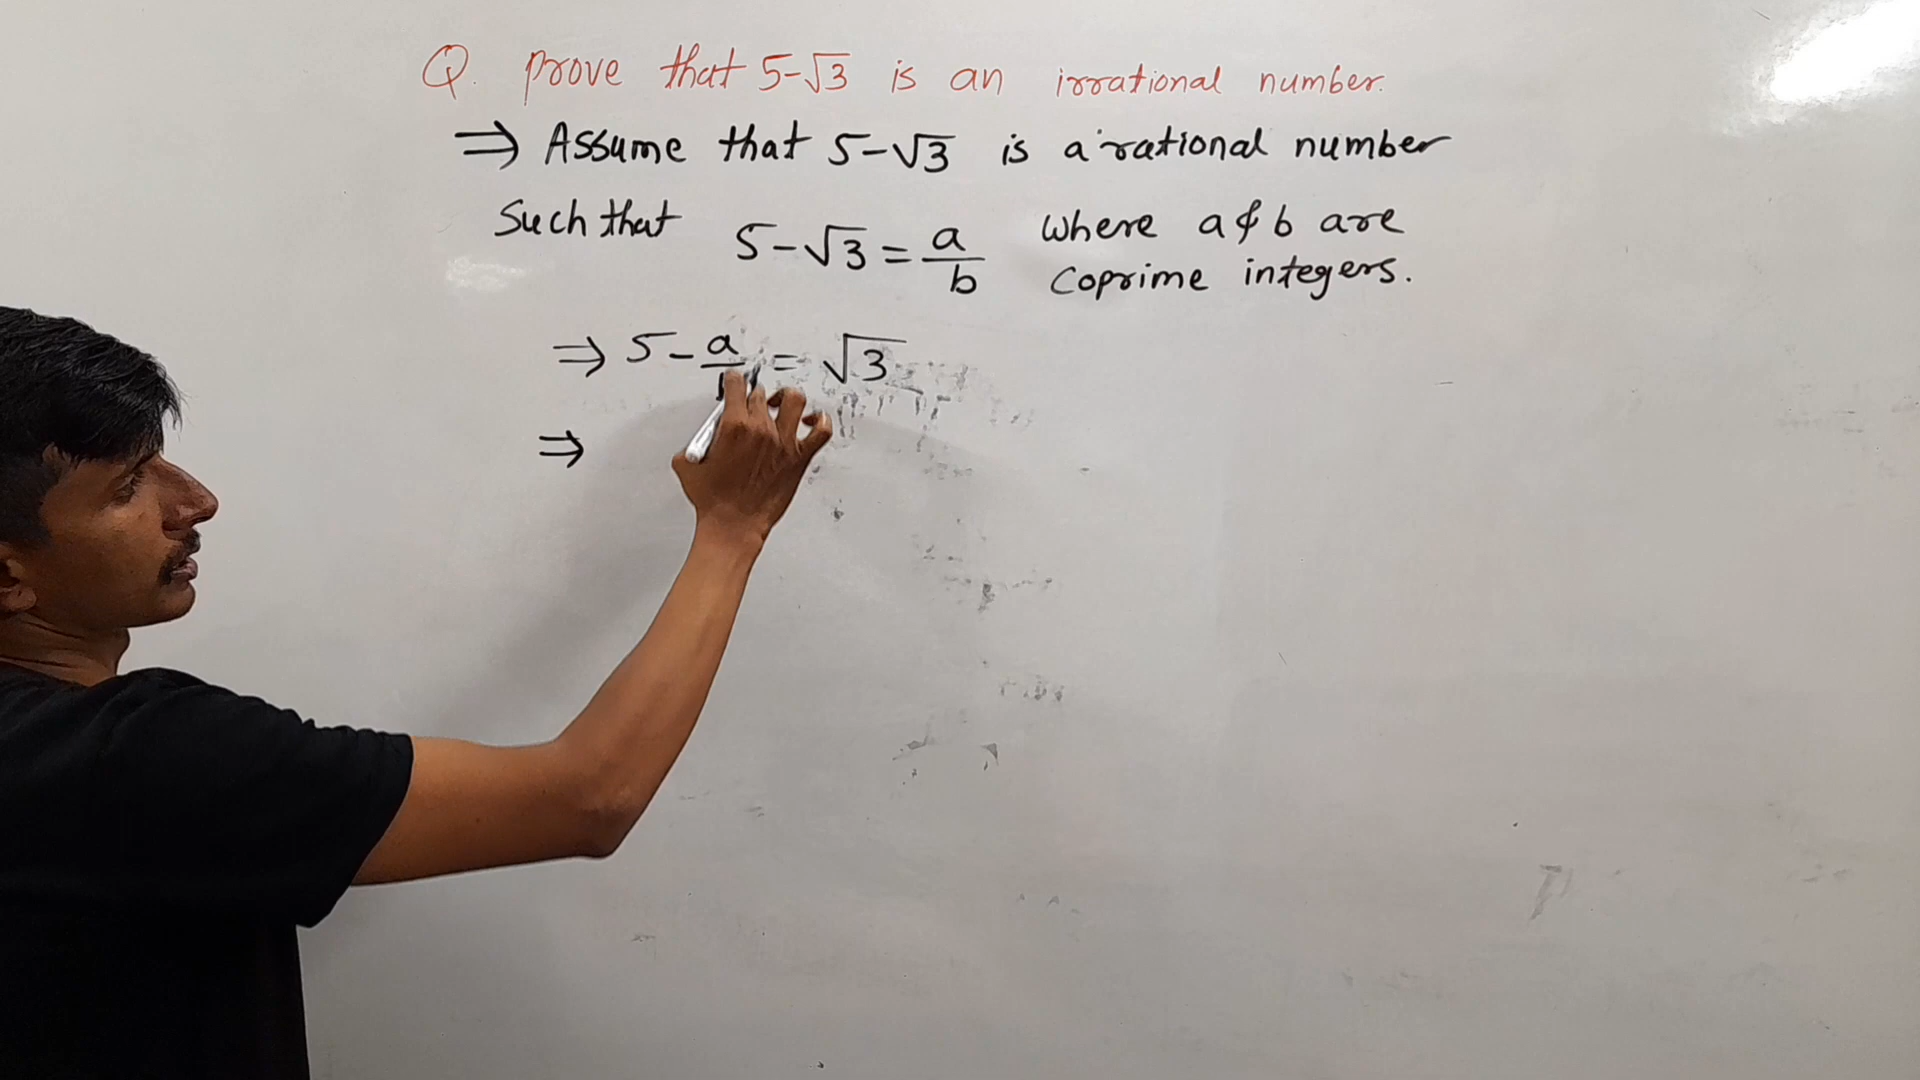 Q. Prove that 5-√3 is an irrational number.
⇒ Assume that 5-√3 is a rational number
Such that 5-√3 = a/b where a & b are
Coprime integers.
⇒ 5 - a/ = √3
⇒